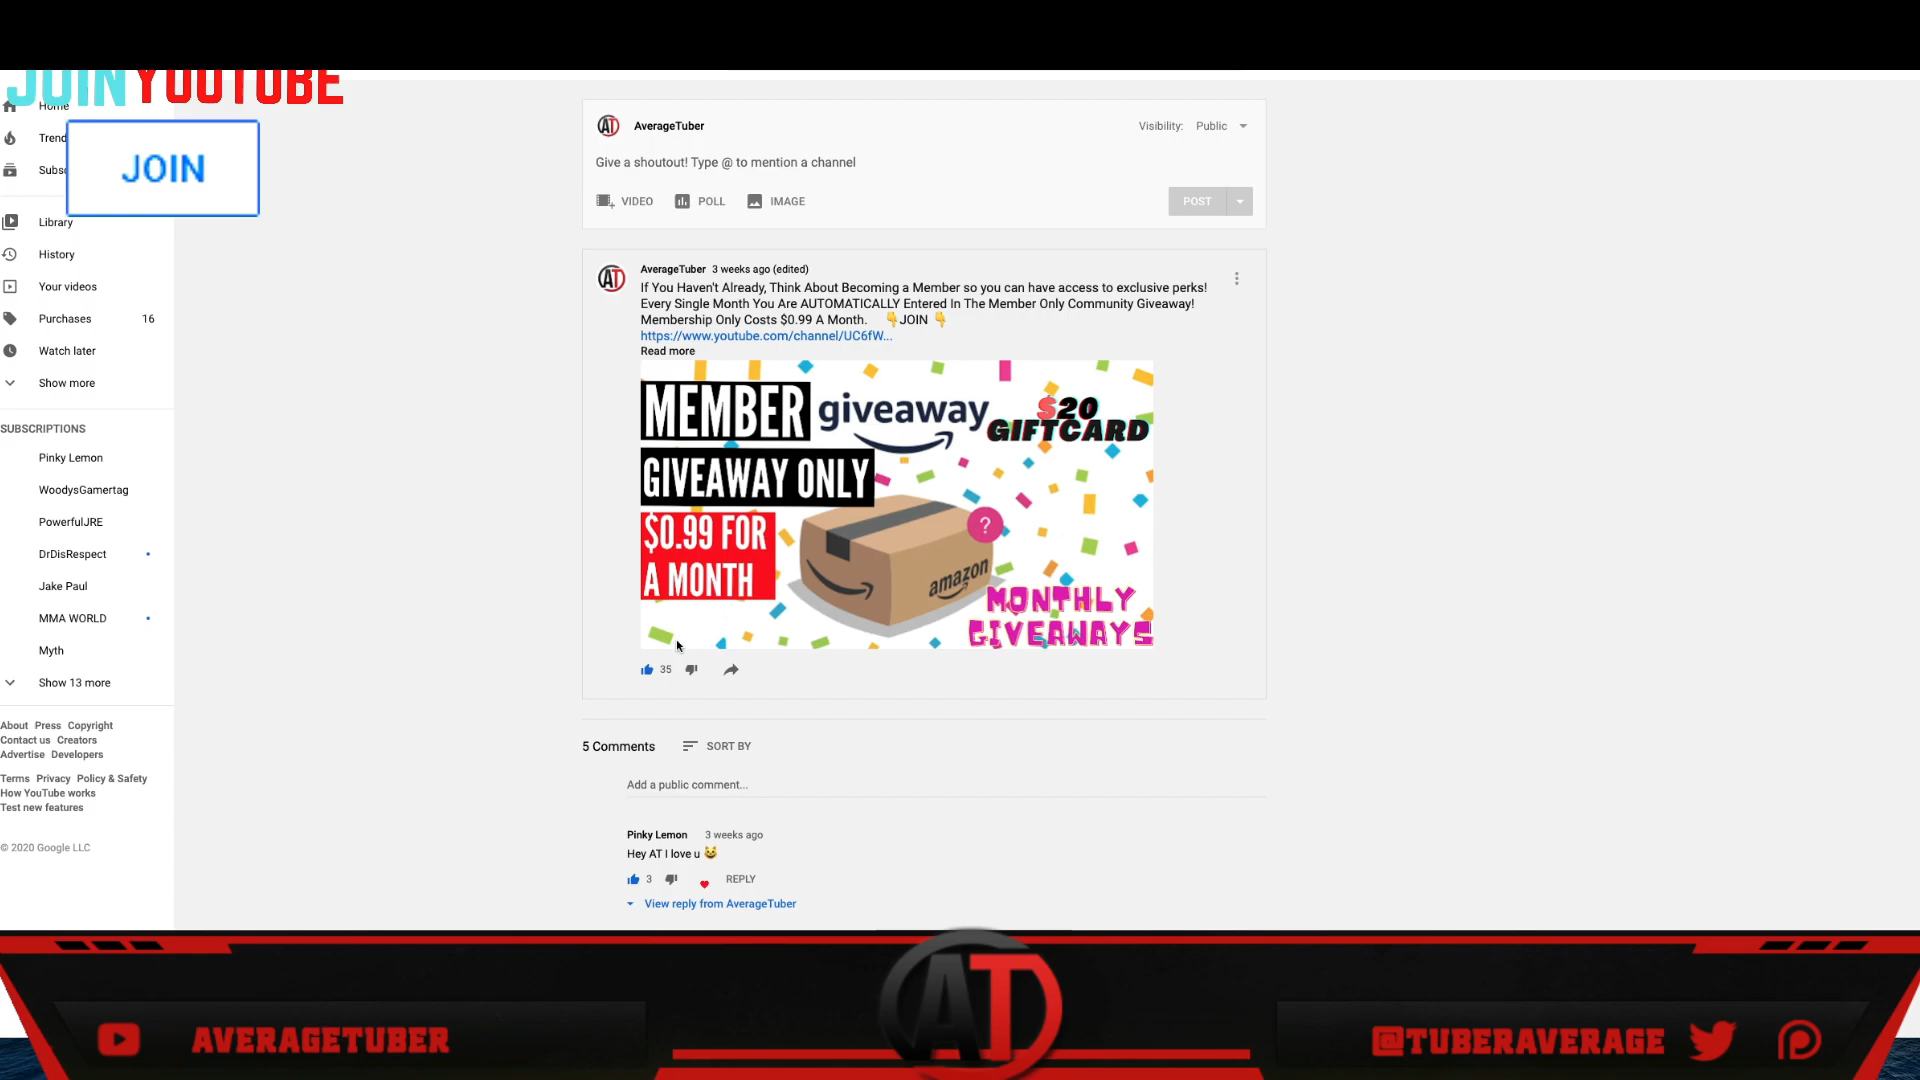 JOIN YOUTUBE
Home
Trend
JOIN
Subsc
Library
History
Your videos
Purchases 16
Watch later
Show more
SUBSCRIPTIONS
Pinky Lemon
WoodysGamertag
PowerfulJRE
DrDisRespect
Jake Paul
MMA WORLD
Myth
Show 13 more
About Press Copyright
Contact us Creators
Advertise Developers
Terms Privacy Policy & Safety
How YouTube works
Test new features
© 2020 Google LLC
AT AverageTuber Visibility: Public
Give a shoutout! Type @ to mention a channel
VIDEO POLL IMAGE POST
AT AverageTuber 3 weeks ago (edited)
If You Haven't Already, Think About Becoming a Member so you can have access to exclusive perks!
Every Single Month You Are AUTOMATICALLY Entered In The Member Only Community Giveaway!
Membership Only Costs $0.99 A Month. 👇JOIN 👇
https://www.youtube.com/channel/UC6fW...
Read more
MEMBER giveaway $20
GIFTCARD
GIVEAWAY ONLY
$0.99 FOR
A MONTH
?
amazon
MONTHLY
GIVEAWAYS
35
5 Comments SORT BY
Add a public comment...
Pinky Lemon 3 weeks ago
Hey AT I love u 😺
3 REPLY
View reply from AverageTuber
AT
AVERAGETUBER
@TUBERAVERAGE